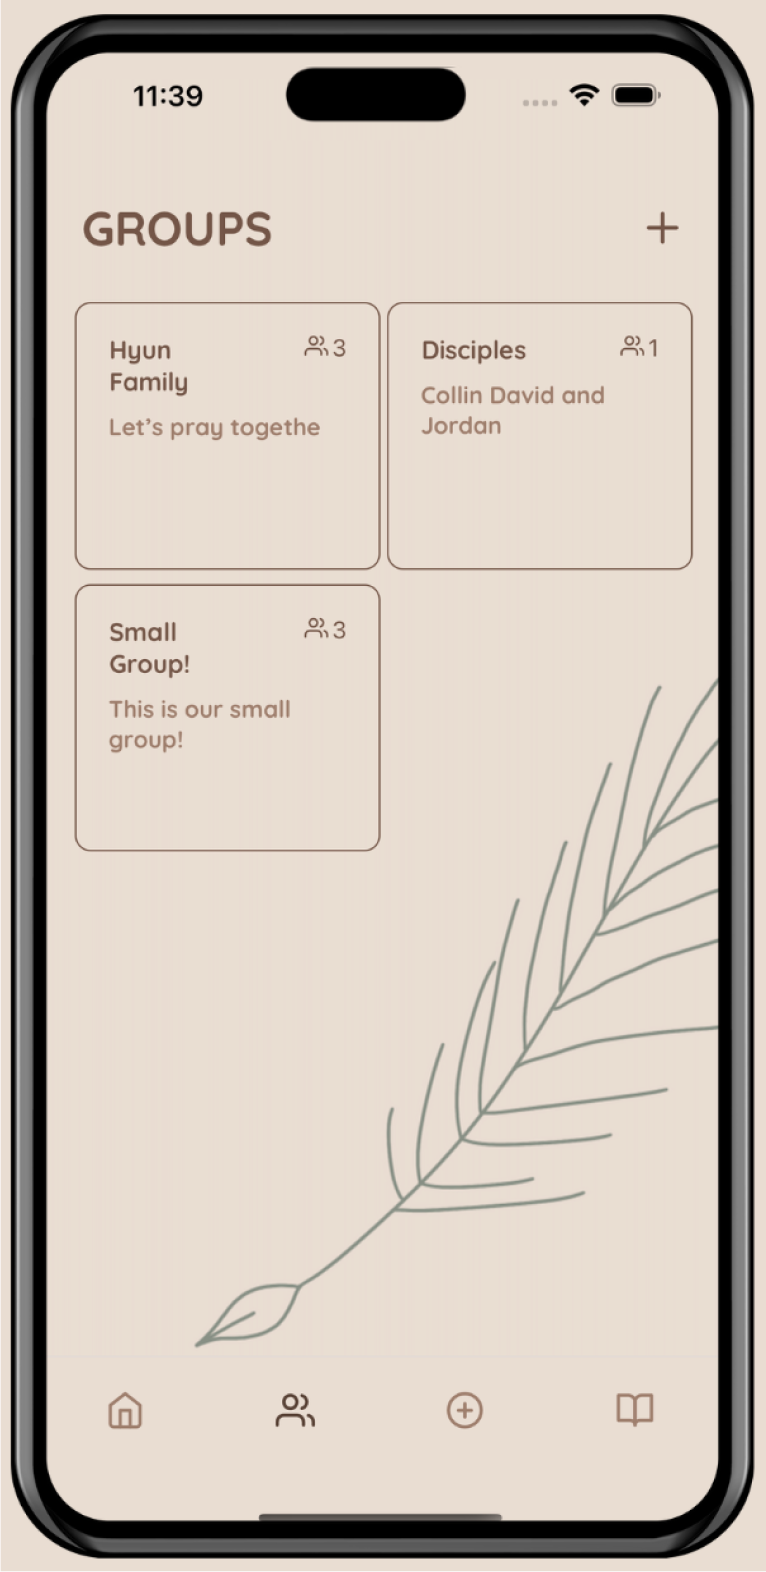 11:39
GROUPS
Hyun
Family
3
Let's pray togethe
Disciples
1
Collin David and
Jordan
Small
Group!
3
This is our small
group!